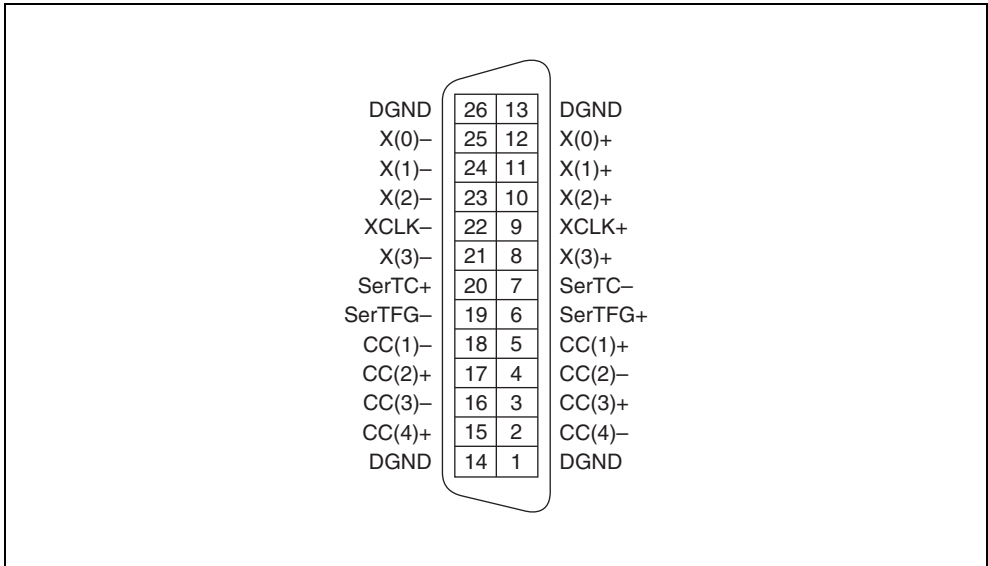 DGND 26 13 DGND
X(0)– 25 12 X(0)+
X(1)– 24 11 X(1)+
X(2)– 23 10 X(2)+
XCLK– 22 9 XCLK+
X(3)– 21 8 X(3)+
SerTC+ 20 7 SerTC–
SerTFG– 19 6 SerTFG+
CC(1)– 18 5 CC(1)+
CC(2)+ 17 4 CC(2)–
CC(3)– 16 3 CC(3)+
CC(4)+ 15 2 CC(4)–
DGND 14 1 DGND